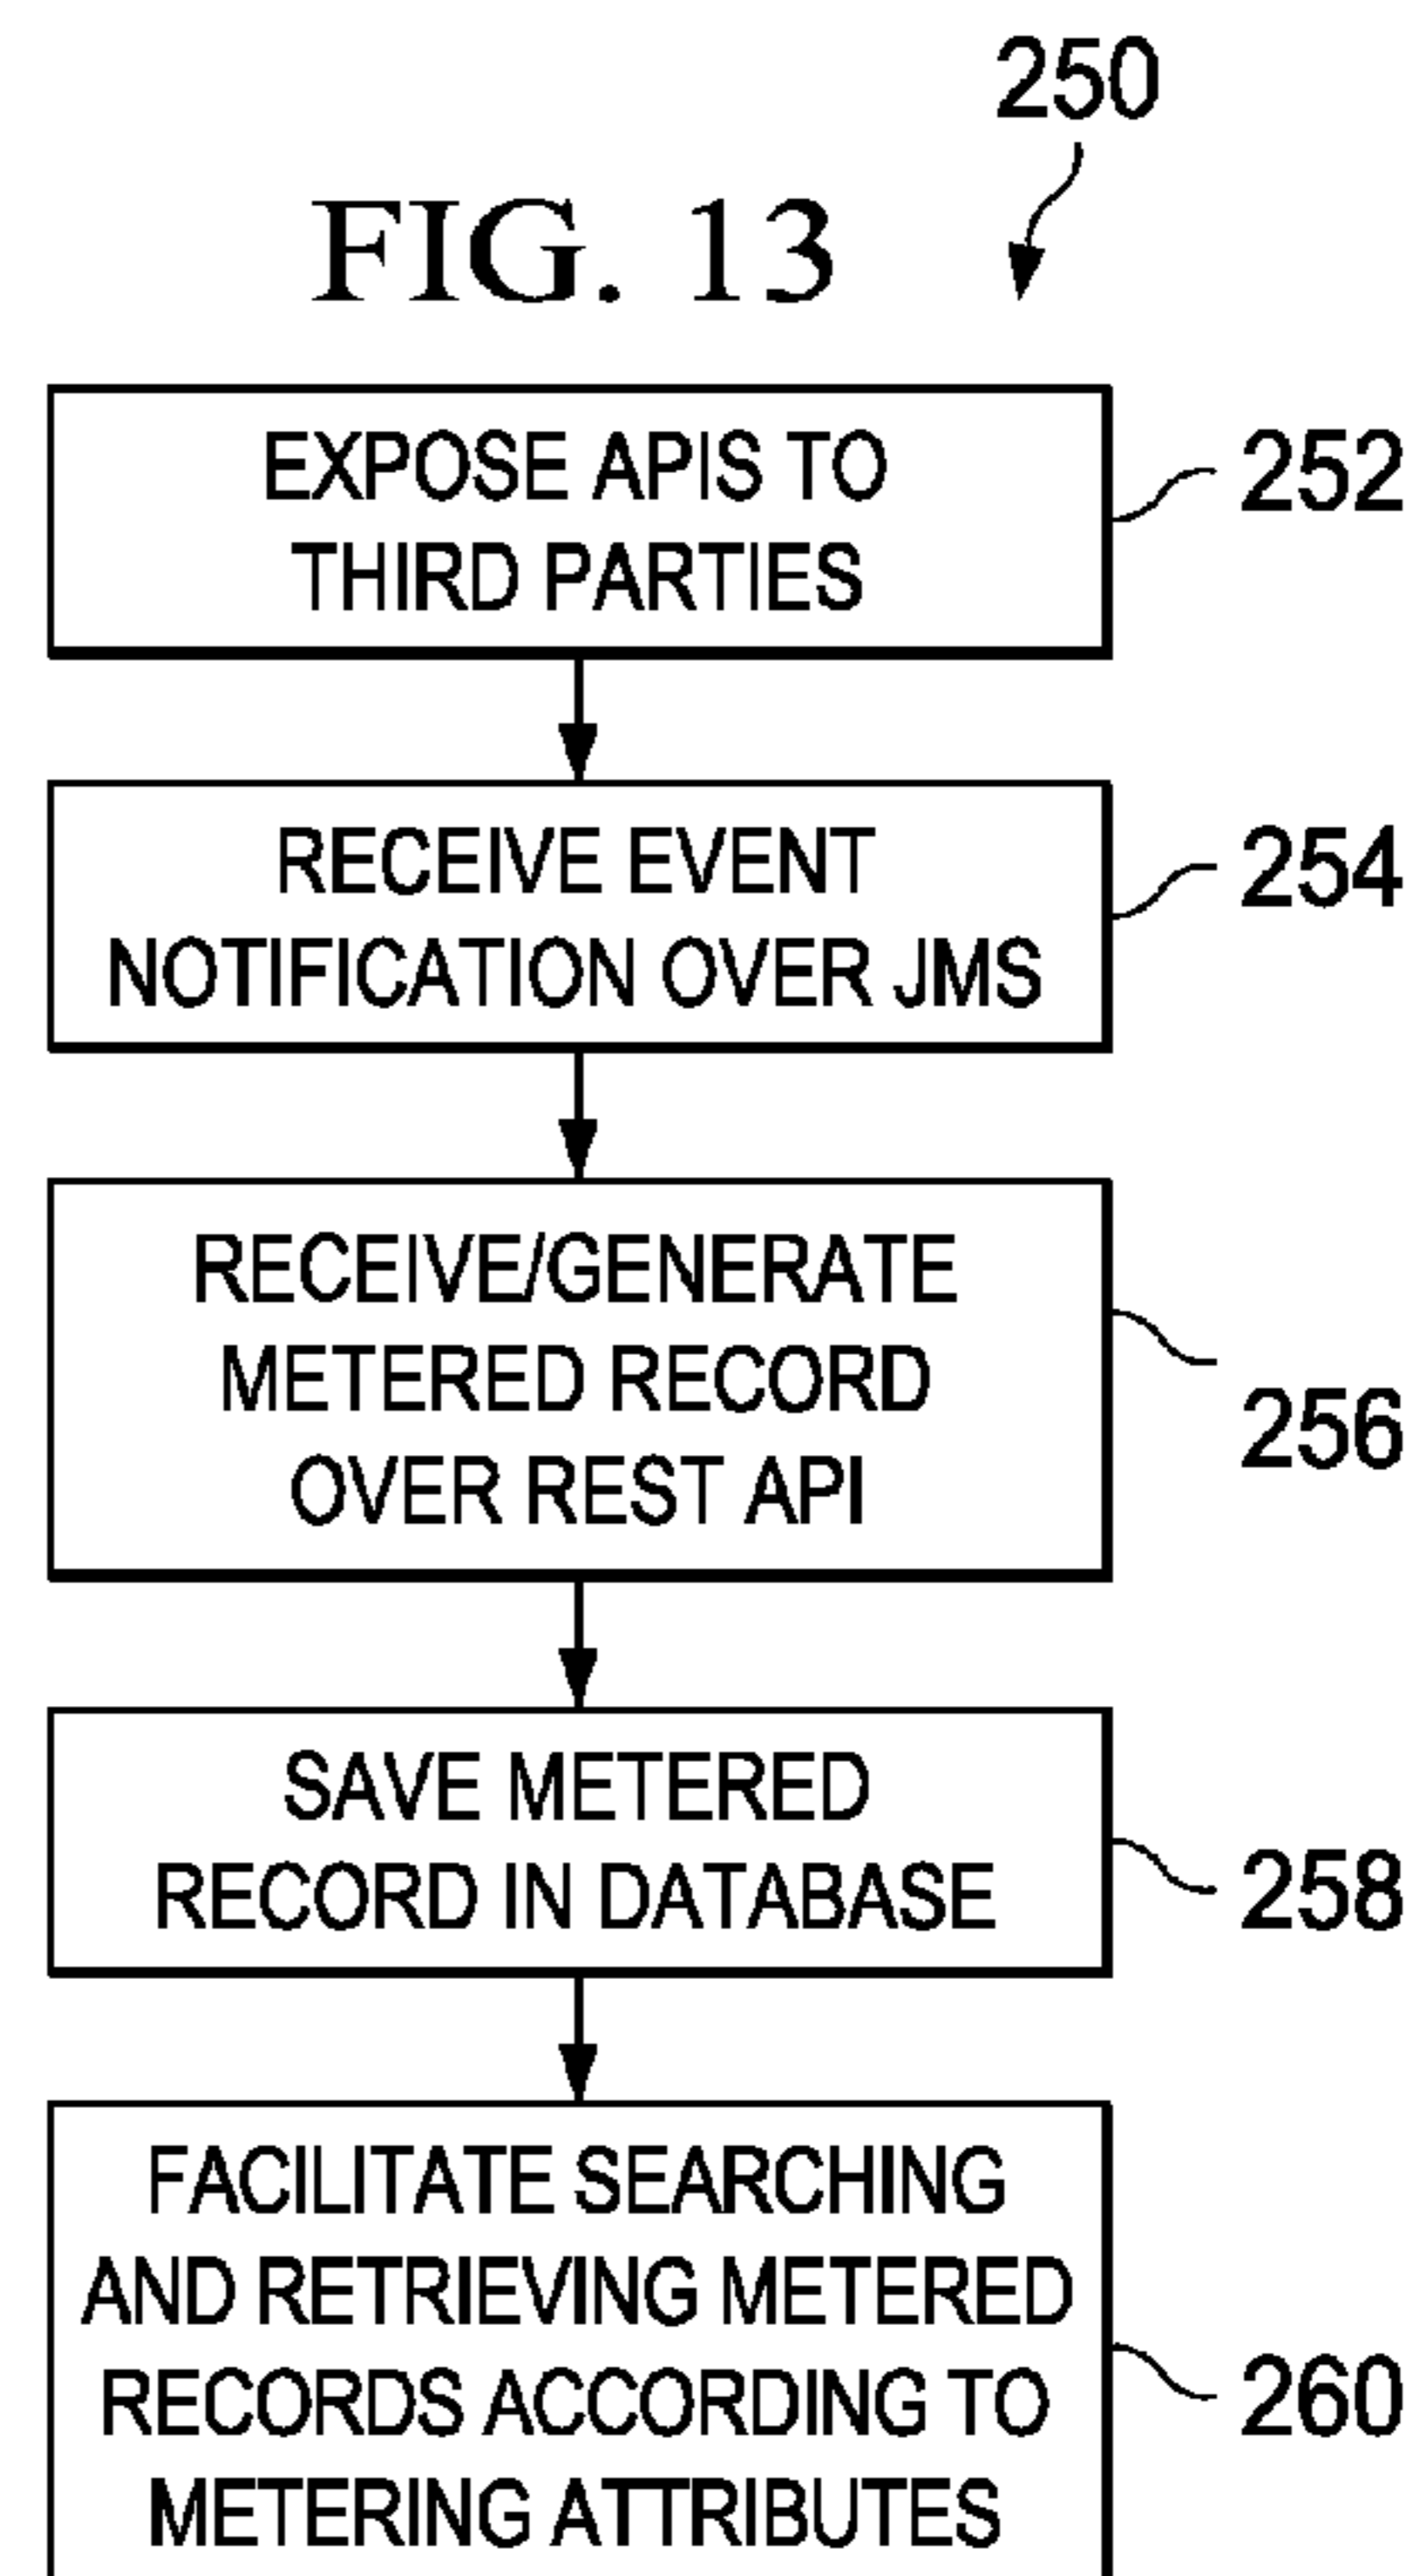 250
FIG. 13
EXPOSE APIS TO
THIRD PARTIES
252
RECEIVE EVENT
NOTIFICATION OVER JMS
254
RECEIVE/GENERATE
METERED RECORD
OVER REST API
256
SAVE METERED
RECORD IN DATABASE
258
FACILITATE SEARCHING
AND RETRIEVING METERED
RECORDS ACCORDING TO
METERING ATTRIBUTES
260